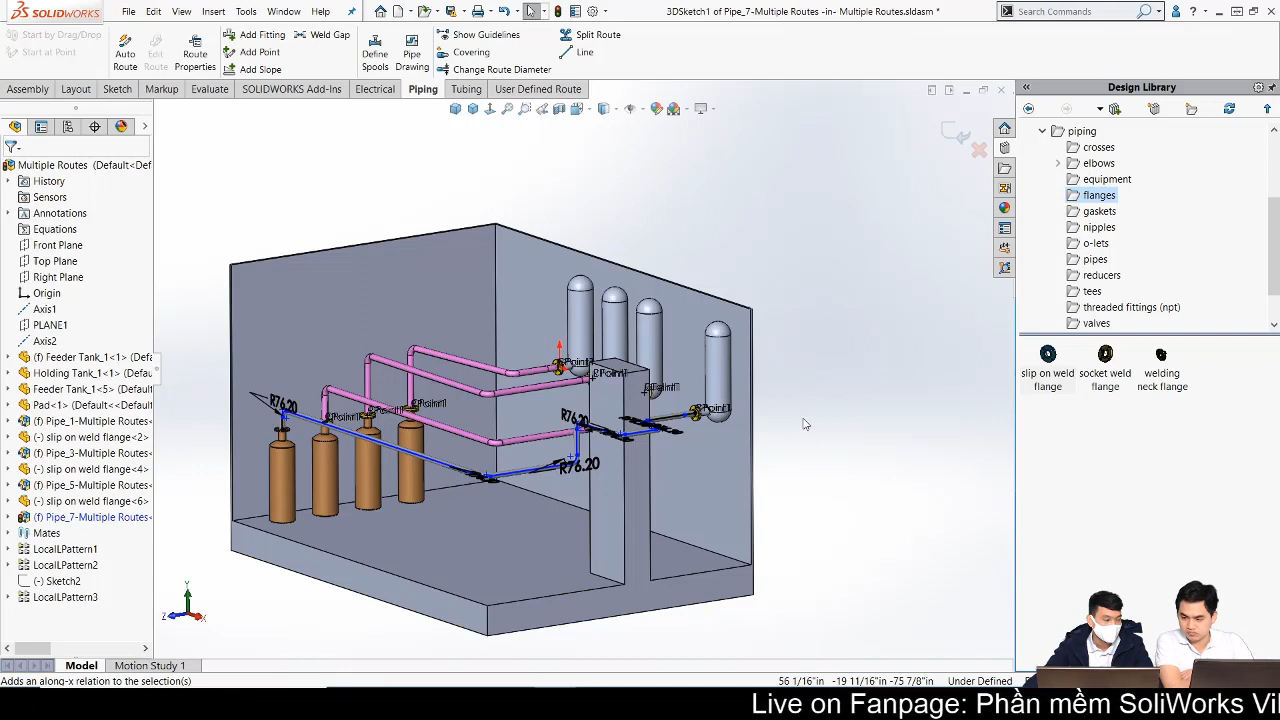 SOLIDWORKS
File
Edit
View
Insert
Tools
Window
Help
3DSketch1 of Pipe_7-Multiple Routes -in- Multiple Routes.sldasm *
Search Commands
Start by Drag/Drop
Start at Point
Auto Route
Edit Route
Route Properties
Add Fitting
Add Point
Add Slope
Weld Gap
Define Spools
Pipe Drawing
Show Guidelines
Covering
Change Route Diameter
Split Route
Line
Assembly
Layout
Sketch
Markup
Evaluate
SOLIDWORKS Add-Ins
Electrical
Piping
Tubing
User Defined Route
Multiple Routes (Default<Def
History
Sensors
Annotations
Equations
Front Plane
Top Plane
Right Plane
Origin
Axis1
PLANE1
Axis2
(f) Feeder Tank_1<1> (Defa
Holding Tank_1<1> (Defaul
Feeder Tank_1<5> (Default
Pad<1> (Default<<Default
(f) Pipe_1-Multiple Routes<
(-) slip on weld flange<2>
(f) Pipe_3-Multiple Routes<
(-) slip on weld flange<4>
(f) Pipe_5-Multiple Routes<
(-) slip on weld flange<6>
(f) Pipe_7-Multiple Routes<
Mates
LocalLPattern1
LocalLPattern2
(-) Sketch2
LocalLPattern3
R76.20
R76.20
R76.20
CPoint1
CPoint1
CPoint1
Y
Z
X
Design Library
piping
crosses
elbows
equipment
flanges
gaskets
nipples
o-lets
pipes
reducers
tees
threaded fittings (npt)
valves
slip on weld flange
socket weld flange
welding neck flange
Model
Motion Study 1
Adds an along-x relation to the selection(s)
56 1/16"in
-19 11/16"in -75 7/8"in
Under Defined
Live on Fanpage: Phần mềm SoliWorks Vi